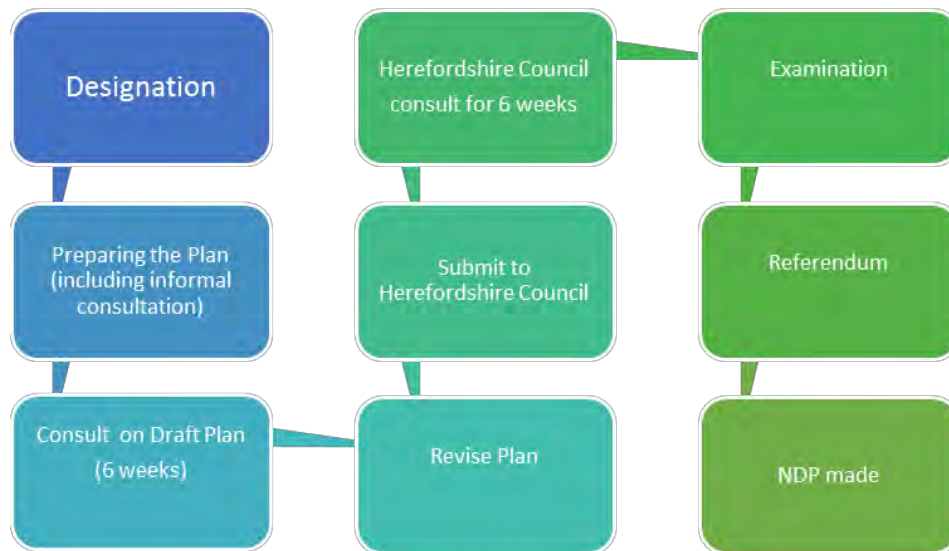 Designation
Preparing the Plan
(including informal
consultation)
Consult on Draft Plan
(6 weeks)
Revise Plan
Submit to
Herefordshire Council
Herefordshire Council
consult for 6 weeks
Examination
Referendum
NDP made